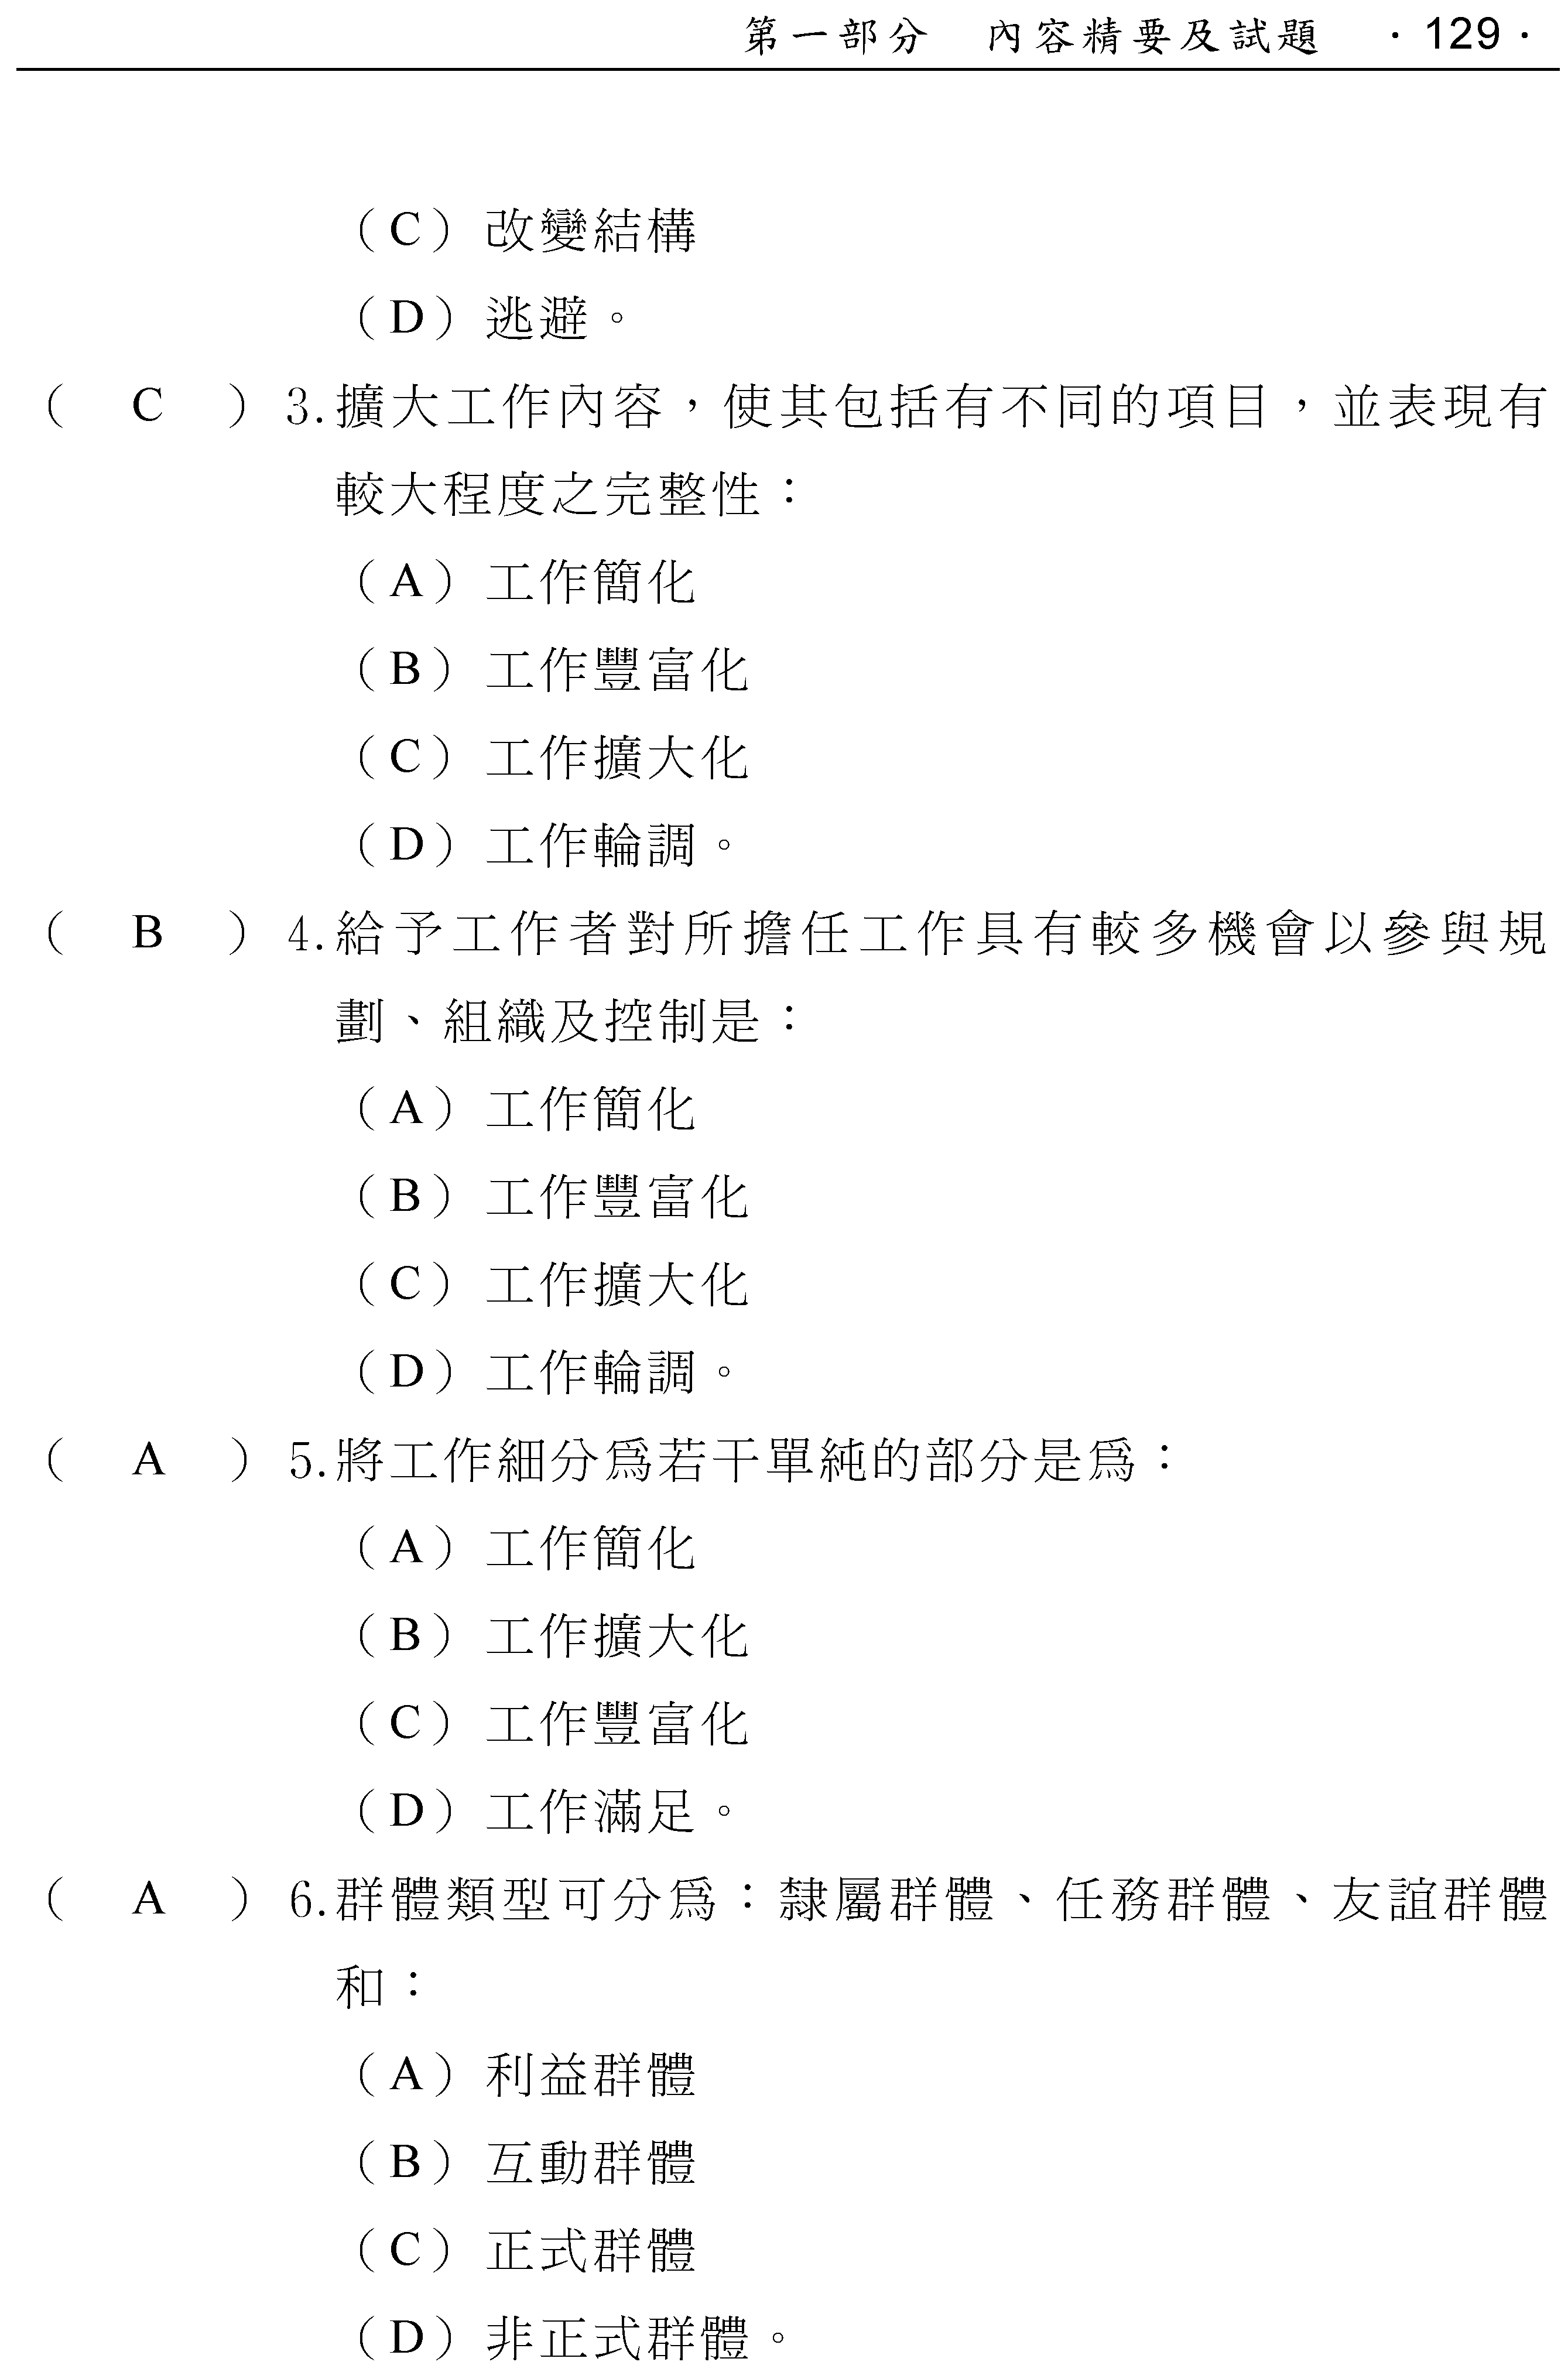 第一部分　內容精要及試題　·129·
（C）改變結構
（D）逃避。
（　C　）3.擴大工作內容，使其包括有不同的項目，並表現有
較大程度之完整性：
（A）工作簡化
（B）工作豐富化
（C）工作擴大化
（D）工作輪調。
（　B　）4.給予工作者對所擔任工作具有較多機會以參與規
劃、組織及控制是：
（A）工作簡化
（B）工作豐富化
（C）工作擴大化
（D）工作輪調。
（　A　）5.將工作細分爲若干單純的部分是爲：
（A）工作簡化
（B）工作擴大化
（C）工作豐富化
（D）工作滿足。
（　A　）6.群體類型可分爲：隸屬群體、任務群體、友誼群體
和：
（A）利益群體
（B）互動群體
（C）正式群體
（D）非正式群體。